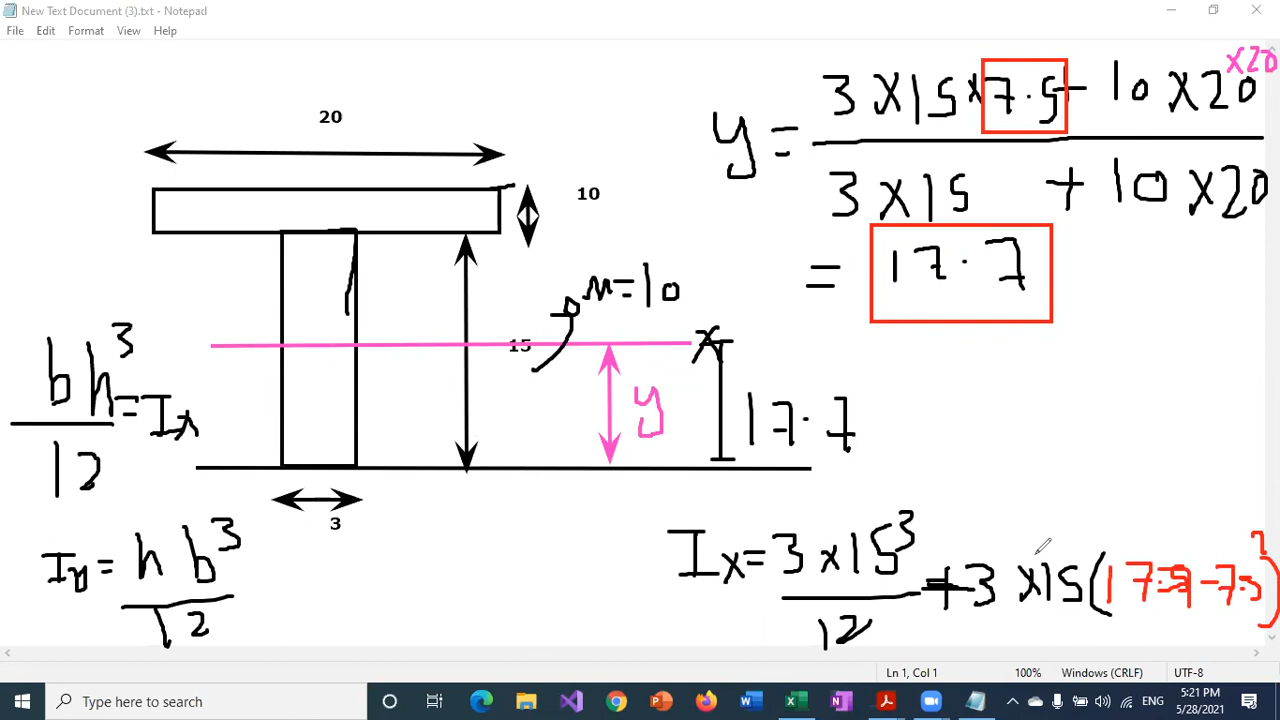 New Text Document (3).txt - Notepad
File Edit Format View Help
20
10
15
3
y = 3 x 15 x 7.5 + 10 x 20 x 20
3 x 15 + 10 x 20
= 17.7
n=10
x
y
17.7
bh³
12
= Ix
= h b³
12
Ix = 3 x 15³
12
+ 3 x 15 (17.7 - 7.5)²
Ln 1, Col 1
100%
Windows (CRLF)
UTF-8
Type here to search
ENG
5:21 PM
5/28/2021